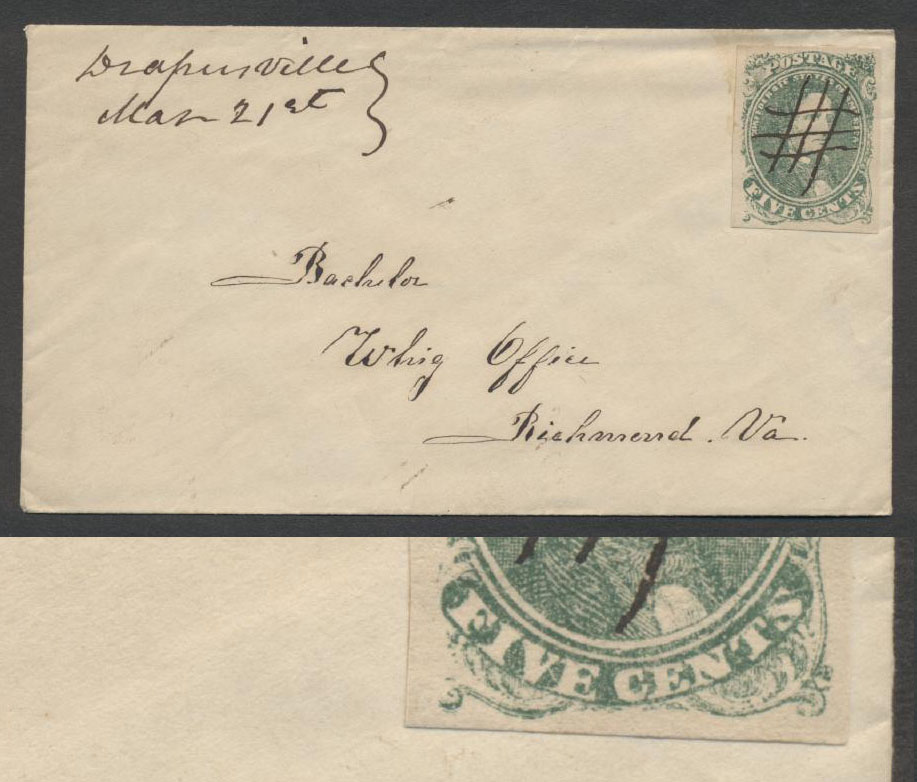 Drapersville
Mar 21st
POSTAGE
FIVE CENTS
Bachelor
Whig Office
Richmond. Va.
FIVE CENTS